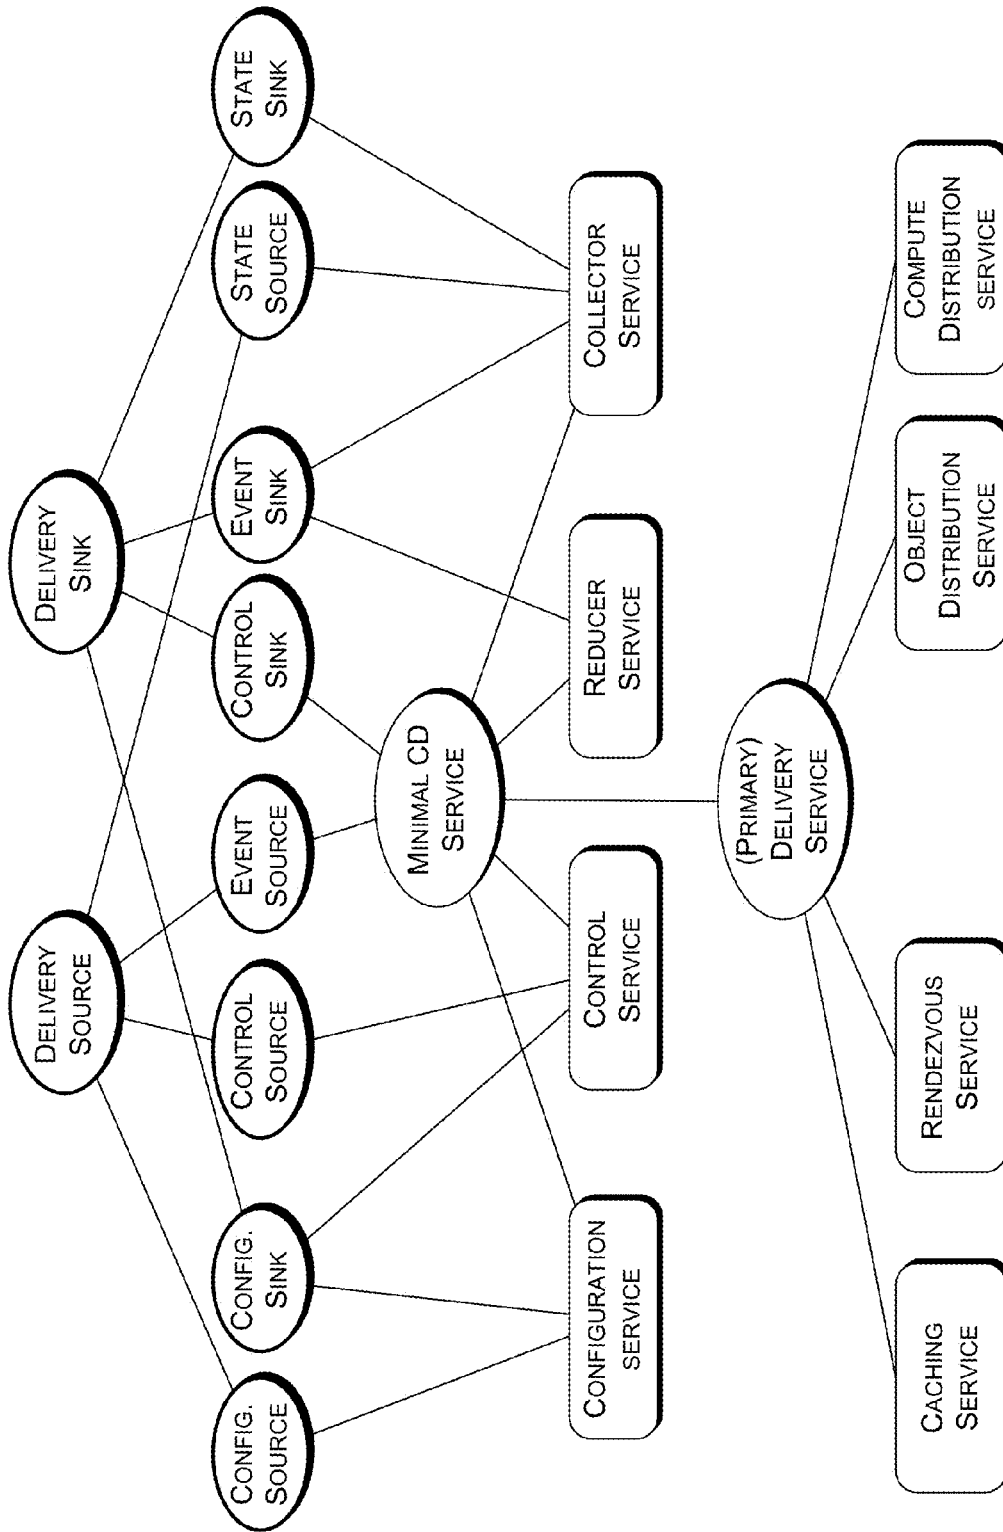 DELIVERY
SOURCE
DELIVERY
SINK
CONFIG.
SOURCE
CONFIG.
SINK
CONTROL
SOURCE
EVENT
SOURCE
CONTROL
SINK
EVENT
SINK
STATE
SOURCE
STATE
SINK
MINIMAL CD
SERVICE
CONFIGURATION
SERVICE
CONTROL
SERVICE
REDUCER
SERVICE
COLLECTOR
SERVICE
(PRIMARY)
DELIVERY
SERVICE
CACHING
SERVICE
RENDEZVOUS
SERVICE
OBJECT
DISTRIBUTION
SERVICE
COMPUTE
DISTRIBUTION
SERVICE